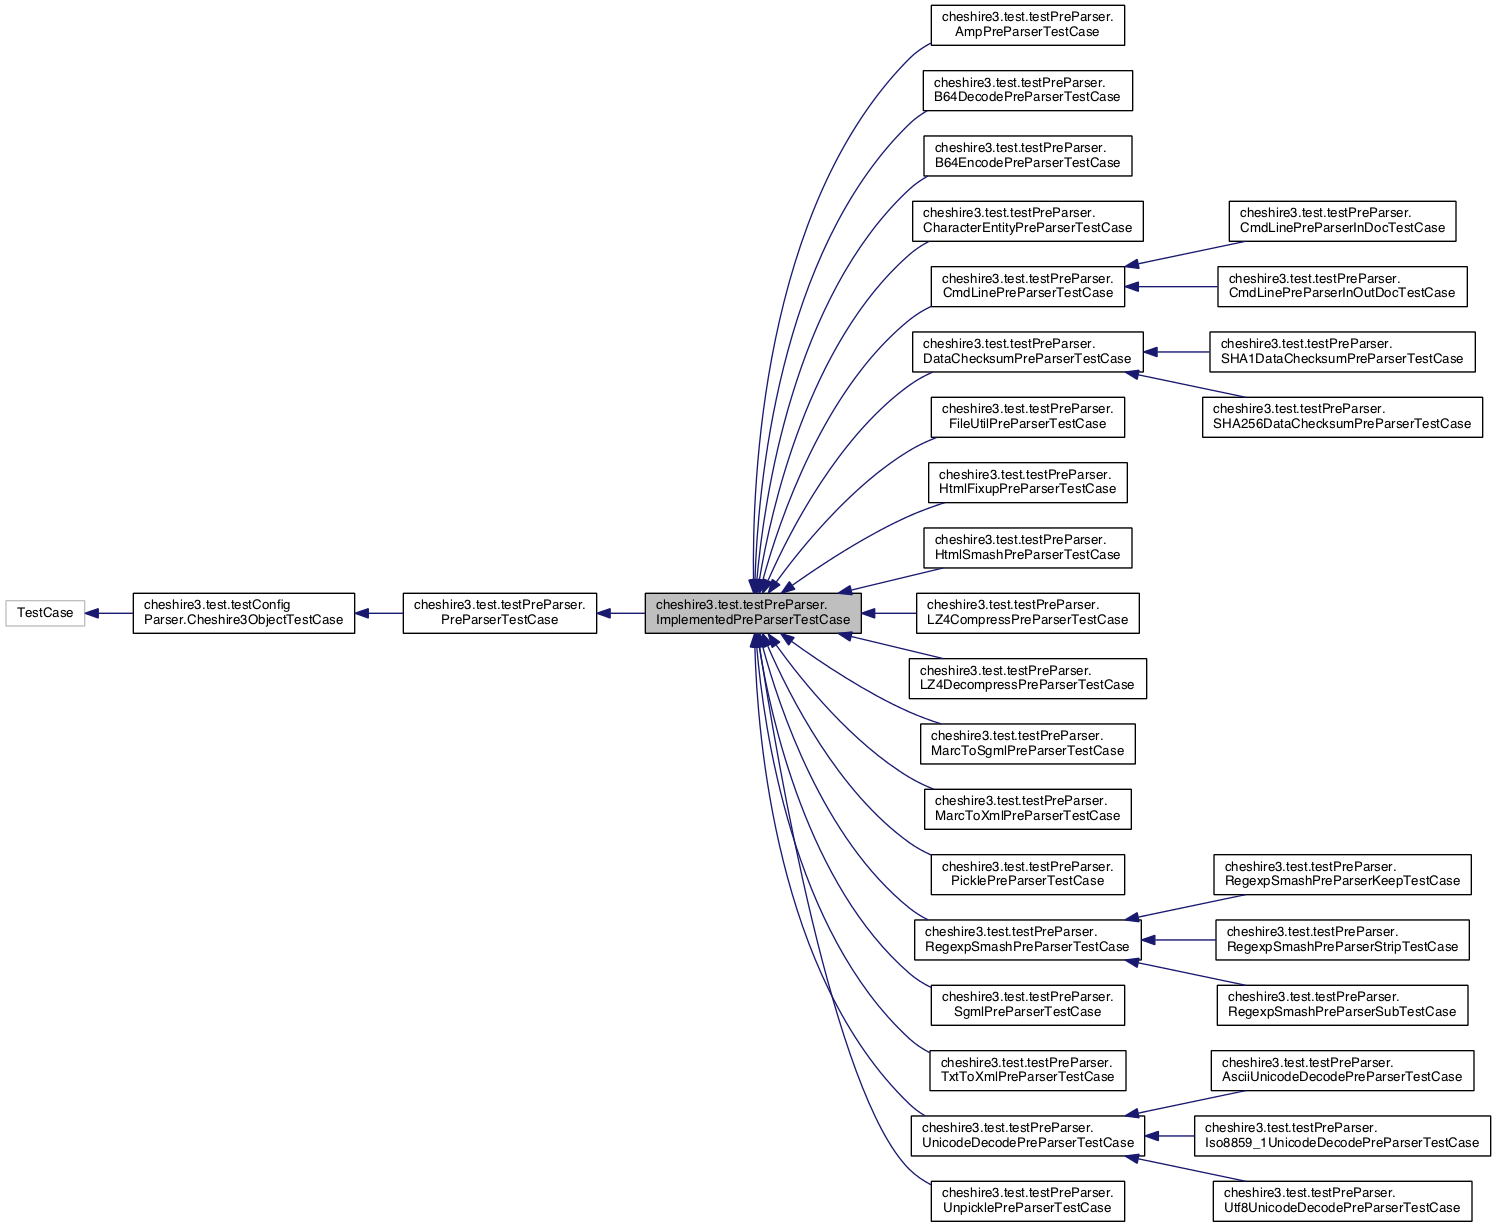 TestCase
cheshire3.test.testConfig
Parser.Cheshire3ObjectTestCase
cheshire3.test.testPreParser.
PreParserTestCase
cheshire3.test.testPreParser.
ImplementedPreParserTestCase
cheshire3.test.testPreParser.
AmpPreParserTestCase
cheshire3.test.testPreParser.
B64DecodePreParserTestCase
cheshire3.test.testPreParser.
B64EncodePreParserTestCase
cheshire3.test.testPreParser.
CharacterEntityPreParserTestCase
cheshire3.test.testPreParser.
CmdLinePreParserTestCase
cheshire3.test.testPreParser.
CmdLinePreParserInDocTestCase
cheshire3.test.testPreParser.
CmdLinePreParserInOutDocTestCase
cheshire3.test.testPreParser.
DataChecksumPreParserTestCase
cheshire3.test.testPreParser.
SHA1DataChecksumPreParserTestCase
cheshire3.test.testPreParser.
SHA256DataChecksumPreParserTestCase
cheshire3.test.testPreParser.
FileUtilPreParserTestCase
cheshire3.test.testPreParser.
HtmlFixupPreParserTestCase
cheshire3.test.testPreParser.
HtmlSmashPreParserTestCase
cheshire3.test.testPreParser.
LZ4CompressPreParserTestCase
cheshire3.test.testPreParser.
LZ4DecompressPreParserTestCase
cheshire3.test.testPreParser.
MarcToSgmlPreParserTestCase
cheshire3.test.testPreParser.
MarcToXmlPreParserTestCase
cheshire3.test.testPreParser.
PicklePreParserTestCase
cheshire3.test.testPreParser.
RegexpSmashPreParserTestCase
cheshire3.test.testPreParser.
RegexpSmashPreParserKeepTestCase
cheshire3.test.testPreParser.
RegexpSmashPreParserStripTestCase
cheshire3.test.testPreParser.
RegexpSmashPreParserSubTestCase
cheshire3.test.testPreParser.
SgmlPreParserTestCase
cheshire3.test.testPreParser.
TxtToXmlPreParserTestCase
cheshire3.test.testPreParser.
UnicodeDecodePreParserTestCase
cheshire3.test.testPreParser.
AsciiUnicodeDecodePreParserTestCase
cheshire3.test.testPreParser.
Iso8859_1UnicodeDecodePreParserTestCase
cheshire3.test.testPreParser.
Utf8UnicodeDecodePreParserTestCase
cheshire3.test.testPreParser.
UnpicklePreParserTestCase